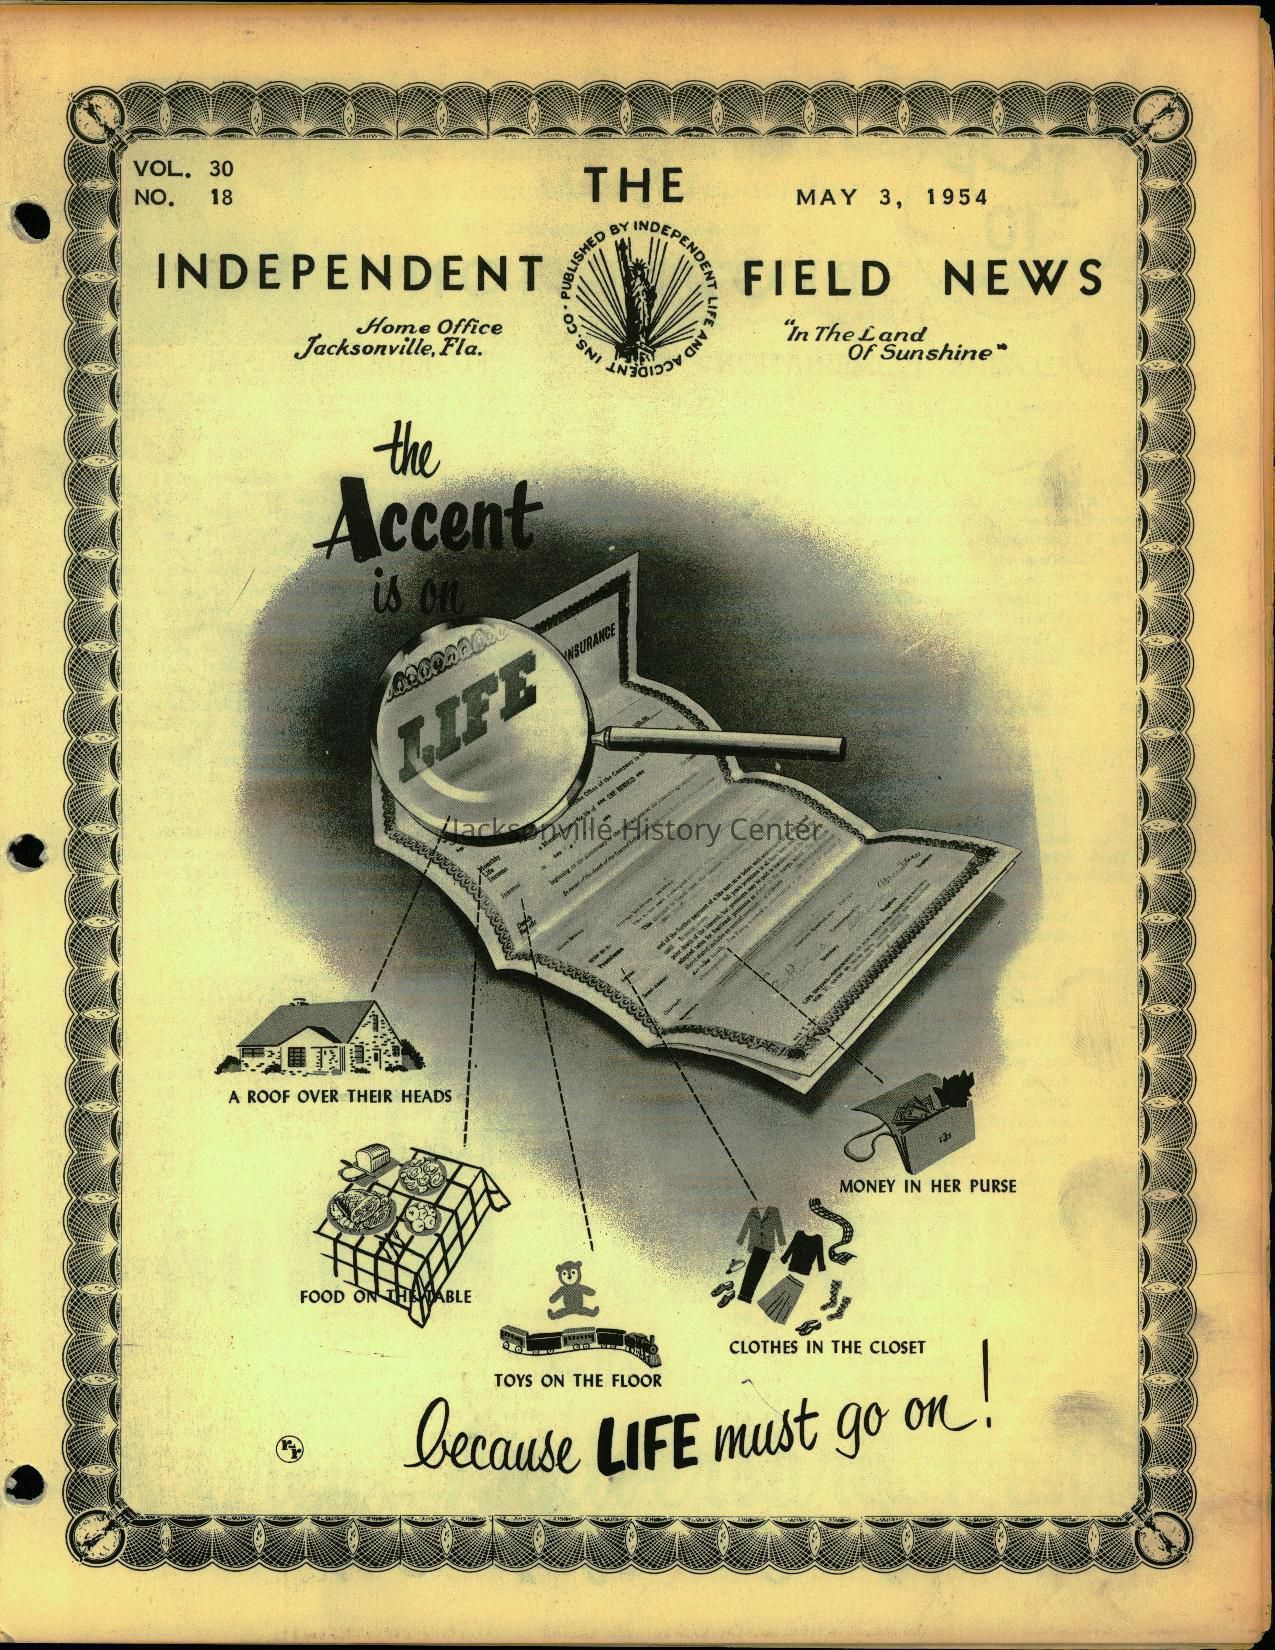 VOL. 30
NO. 18
THE
MAY 3, 1954
INDEPENDENT FIELD NEWS
PUBLISHED BY INDEPENDENT LIFE AND ACCIDENT INS. CO.
Home Office
Jacksonville, Fla.
"In The Land
Of Sunshine"
the
Accent
is on
LIFE
INSURANCE
Jacksonville History Center
A ROOF OVER THEIR HEADS
MONEY IN HER PURSE
FOOD ON THE TABLE
CLOTHES IN THE CLOSET
TOYS ON THE FLOOR
because LIFE must go on!
rr